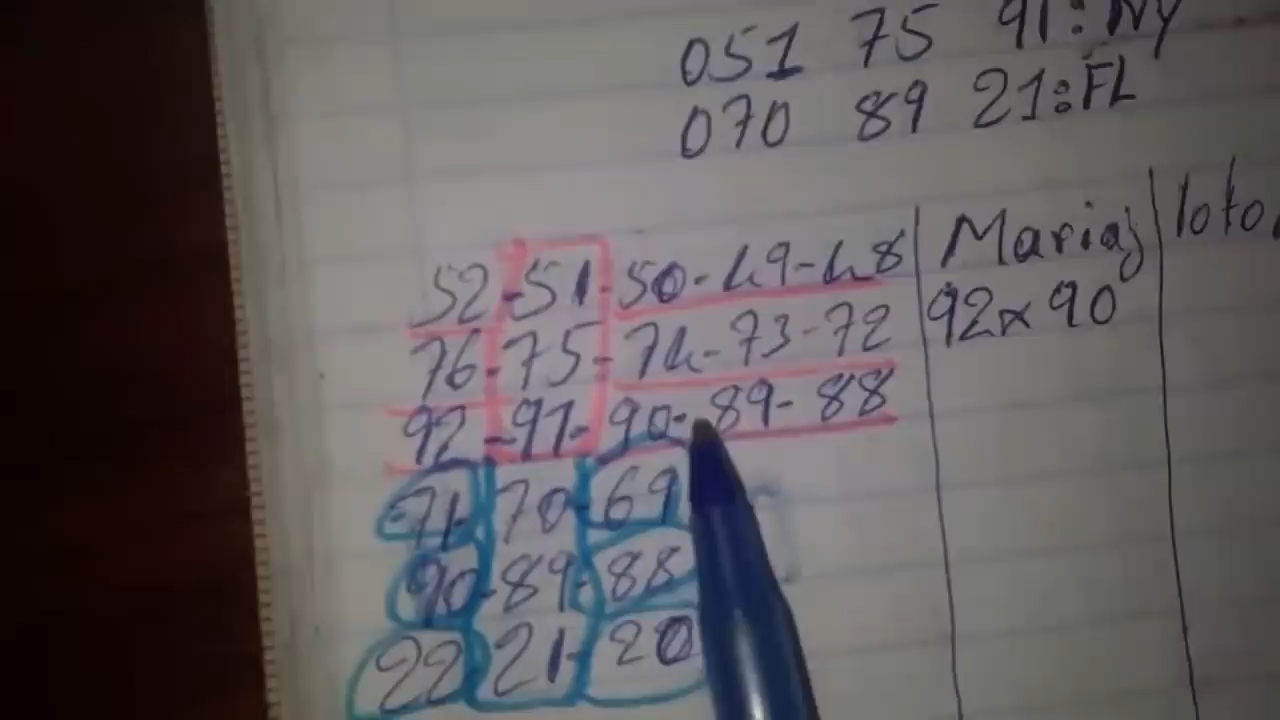 051 75 91:NY
070 89 21:FL
52-51-50-49-48
76-75-74-73-72
92-91-90-89-88
71-70-69
90-89-88
22 21-20
Mariaj
92x90
loto